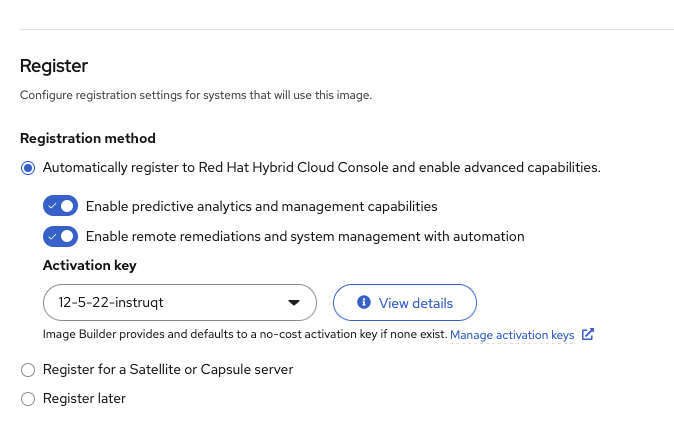 Register
Configure registration settings for systems that will use this image.
Registration method
Automatically register to Red Hat Hybrid Cloud Console and enable advanced capabilities.
Enable predictive analytics and management capabilities
Enable remote remediations and system management with automation
Activation key
12-5-22-instruqt
View details
Image Builder provides and defaults to a no-cost activation key if none exist. Manage activation keys
Register for a Satellite or Capsule server
Register later